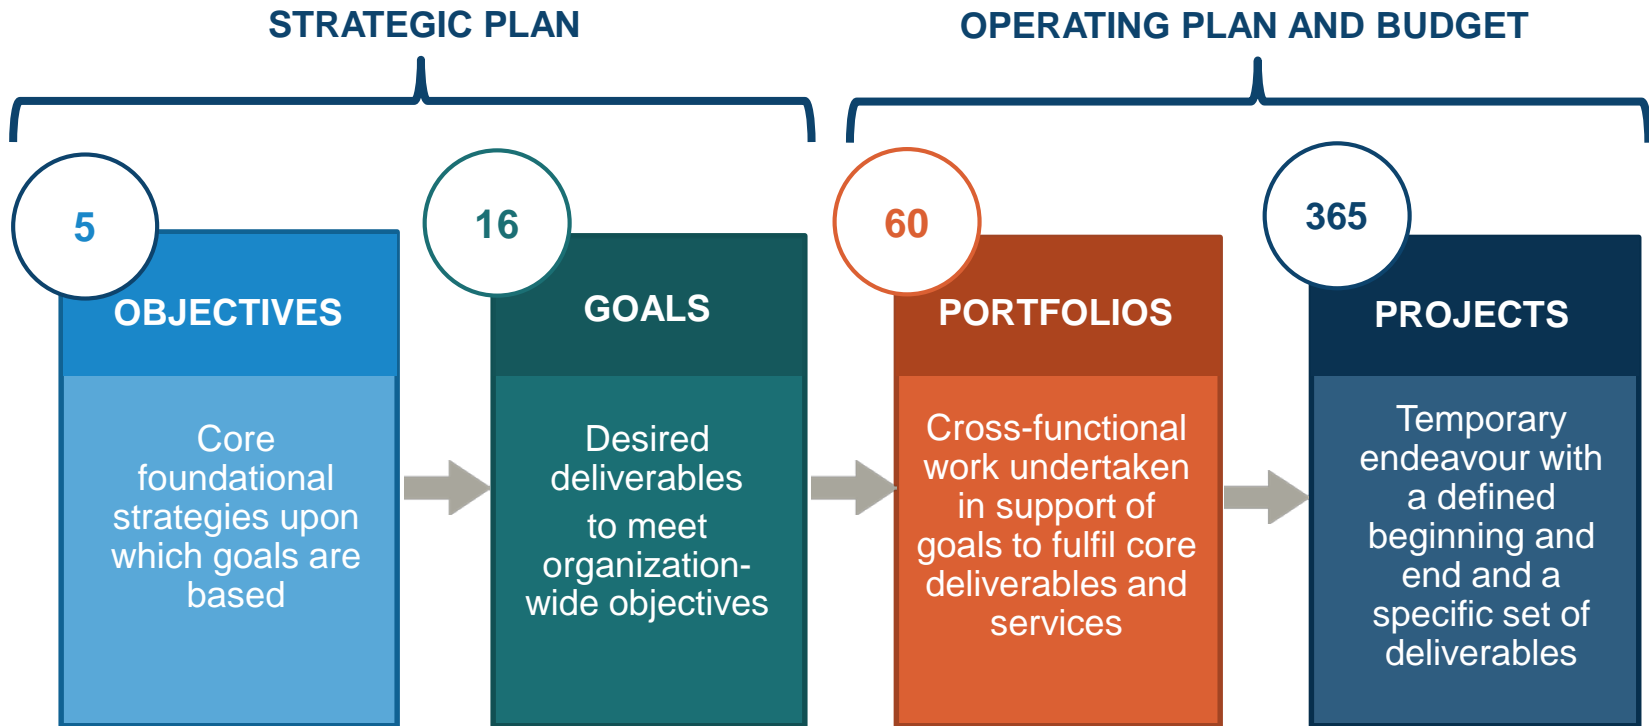 STRATEGIC PLAN
OPERATING PLAN AND BUDGET
5
OBJECTIVES
Core
foundational
strategies upon
which goals are
based
16
GOALS
Desired
deliverables
to meet
organization-
wide objectives
60
PORTFOLIOS
Cross-functional
work undertaken
in support of
goals to fulfil core
deliverables and
services
365
PROJECTS
Temporary
endeavour with
a defined
beginning and
end and a
specific set of
deliverables